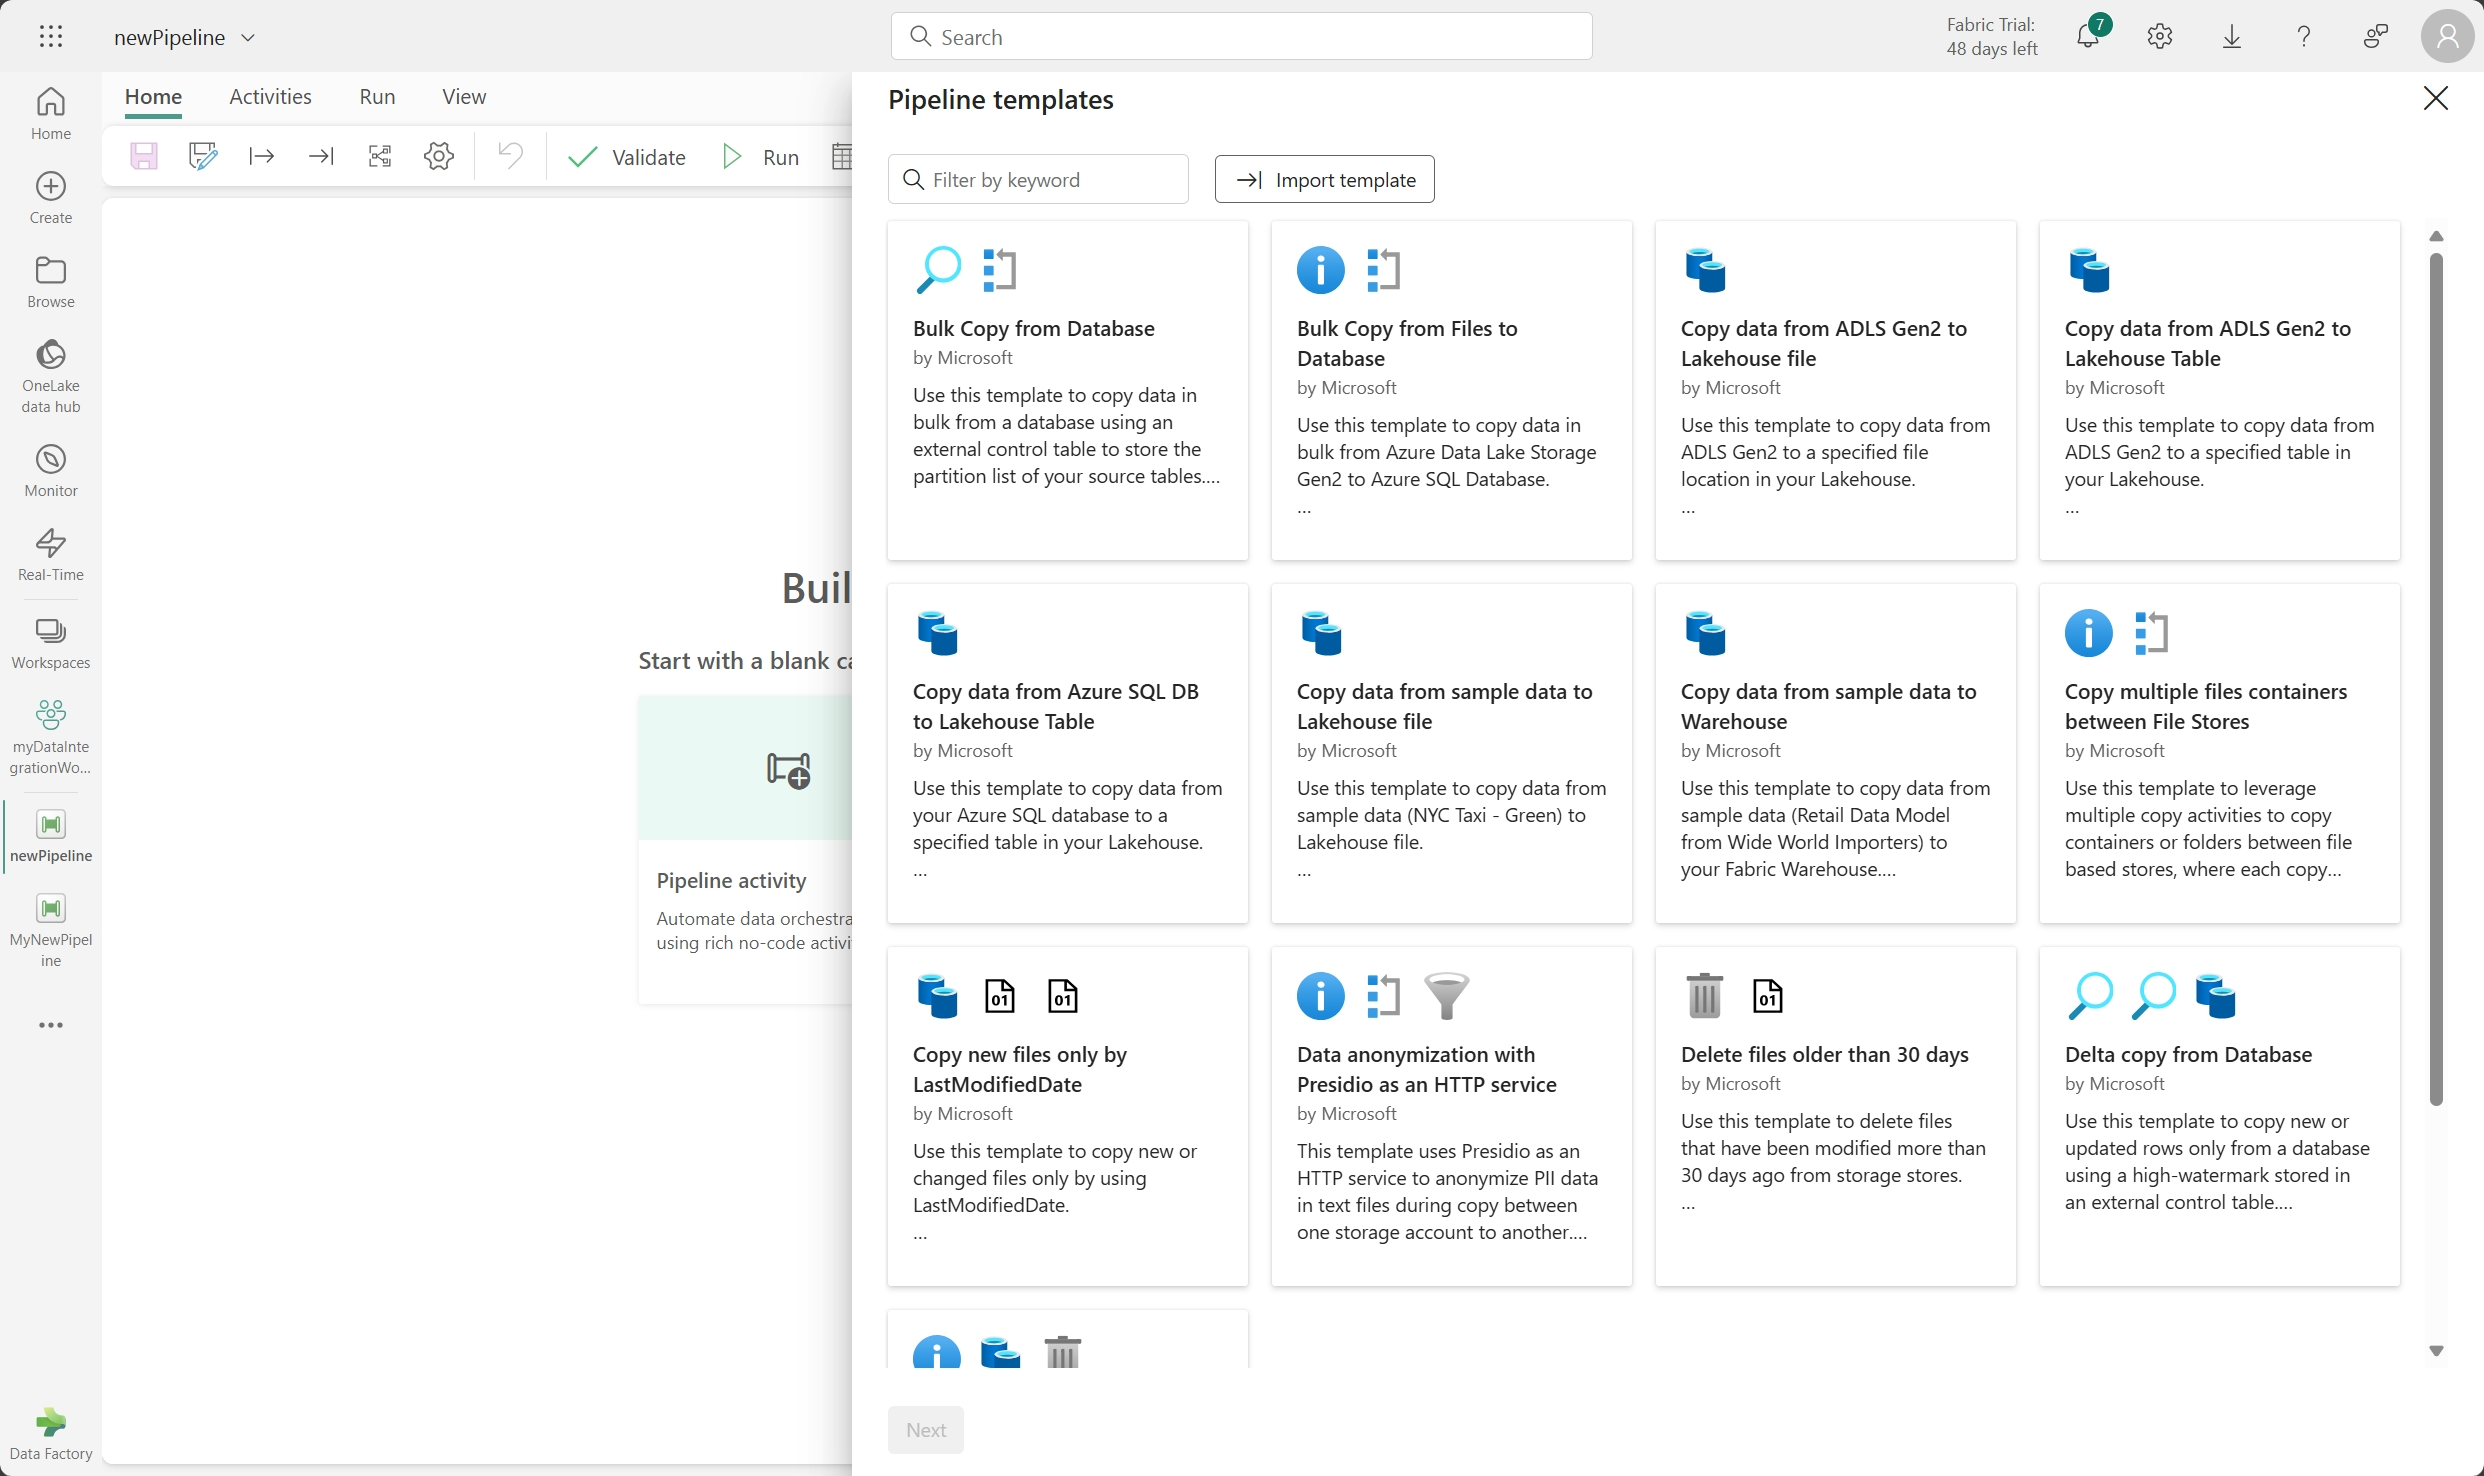 newPipeline
Search
Fabric Trial:
48 days left
7
Home
Create
Browse
OneLake
data hub
Monitor
Real-Time
Workspaces
myDataInte
grationWo...
newPipeline
MyNewPipel
ine
Data Factory
Home
Activities
Run
View
Validate
Run
Buil
Start with a blank ca
Pipeline activity
Automate data orchestra
using rich no-code activi
Pipeline templates
Filter by keyword
Import template
Bulk Copy from Database
by Microsoft
Use this template to copy data in
bulk from a database using an
external control table to store the
partition list of your source tables....
Bulk Copy from Files to
Database
by Microsoft
Use this template to copy data in
bulk from Azure Data Lake Storage
Gen2 to Azure SQL Database.
...
Copy data from ADLS Gen2 to
Lakehouse file
by Microsoft
Use this template to copy data from
ADLS Gen2 to a specified file
location in your Lakehouse.
...
Copy data from ADLS Gen2 to
Lakehouse Table
by Microsoft
Use this template to copy data from
ADLS Gen2 to a specified table in
your Lakehouse.
...
Copy data from Azure SQL DB
to Lakehouse Table
by Microsoft
Use this template to copy data from
your Azure SQL database to a
specified table in your Lakehouse.
...
Copy data from sample data to
Lakehouse file
by Microsoft
Use this template to copy data from
sample data (NYC Taxi - Green) to
Lakehouse file.
...
Copy data from sample data to
Warehouse
by Microsoft
Use this template to copy data from
sample data (Retail Data Model
from Wide World Importers) to
your Fabric Warehouse....
Copy multiple files containers
between File Stores
by Microsoft
Use this template to leverage
multiple copy activities to copy
containers or folders between file
based stores, where each copy...
01
01
Copy new files only by
LastModifiedDate
by Microsoft
Use this template to copy new or
changed files only by using
LastModifiedDate.
...
Data anonymization with
Presidio as an HTTP service
by Microsoft
This template uses Presidio as an
HTTP service to anonymize PII data
in text files during copy between
one storage account to another....
01
Delete files older than 30 days
by Microsoft
Use this template to delete files
that have been modified more than
30 days ago from storage stores.
...
Delta copy from Database
by Microsoft
Use this template to copy new or
updated rows only from a database
using a high-watermark stored in
an external control table....
Next